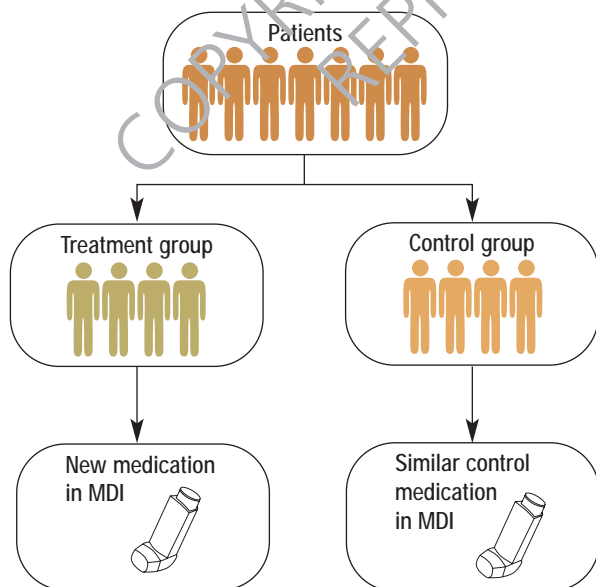 Patients
Treatment group
Control group
New medication
in MDI
Similar control
medication
in MDI